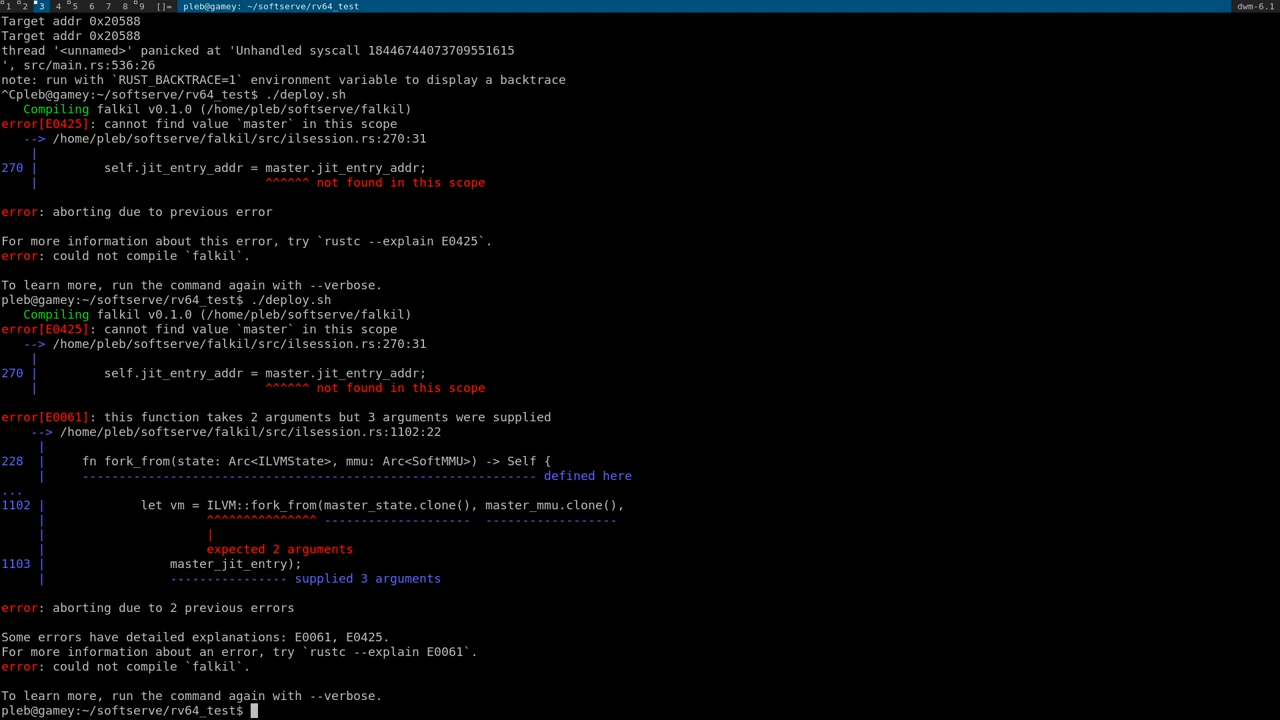 1 2 3 4 5 6 7 8 9 []= pleb@gamey: ~/softserve/rv64_test dwm-6.1
Target addr 0x20588
Target addr 0x20588
thread '<unnamed>' panicked at 'Unhandled syscall 18446744073709551615
', src/main.rs:536:26
note: run with `RUST_BACKTRACE=1` environment variable to display a backtrace
^Cpleb@gamey:~/softserve/rv64_test$ ./deploy.sh
   Compiling falkil v0.1.0 (/home/pleb/softserve/falkil)
error[E0425]: cannot find value `master` in this scope
   --> /home/pleb/softserve/falkil/src/ilsession.rs:270:31
    |
270 |         self.jit_entry_addr = master.jit_entry_addr;
    |                               ^^^^^^ not found in this scope
error: aborting due to previous error
For more information about this error, try `rustc --explain E0425`.
error: could not compile `falkil`.
To learn more, run the command again with --verbose.
pleb@gamey:~/softserve/rv64_test$ ./deploy.sh
   Compiling falkil v0.1.0 (/home/pleb/softserve/falkil)
error[E0425]: cannot find value `master` in this scope
   --> /home/pleb/softserve/falkil/src/ilsession.rs:270:31
    |
270 |         self.jit_entry_addr = master.jit_entry_addr;
    |                               ^^^^^^ not found in this scope
error[E0061]: this function takes 2 arguments but 3 arguments were supplied
    --> /home/pleb/softserve/falkil/src/ilsession.rs:1102:22
     |
228  |     fn fork_from(state: Arc<ILVMState>, mmu: Arc<SoftMMU>) -> Self {
     |     -------------------------------------------------------------- defined here
...
1102 |             let vm = ILVM::fork_from(master_state.clone(), master_mmu.clone(),
     |                      ^^^^^^^^^^^^^^^ --------------------  ------------------
     |                      |
     |                      expected 2 arguments
1103 |                 master_jit_entry);
     |                 ---------------- supplied 3 arguments
error: aborting due to 2 previous errors
Some errors have detailed explanations: E0061, E0425.
For more information about an error, try `rustc --explain E0061`.
error: could not compile `falkil`.
To learn more, run the command again with --verbose.
pleb@gamey:~/softserve/rv64_test$